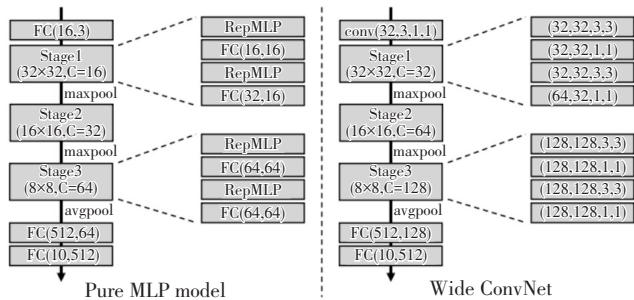 FC(16,3)
Stage1
(32×32,C=16)
maxpool
Stage2
(16×16,C=32)
maxpool
Stage3
(8×8,C=64)
avgpool
FC(512,64)
FC(10,512)
RepMLP
FC(16,16)
RepMLP
FC(32,16)
RepMLP
FC(64,64)
RepMLP
FC(64,64)
Pure MLP model
conv(32,3,1,1)
Stage1
(32×32,C=32)
maxpool
Stage2
(16×16,C=64)
maxpool
Stage3
(8×8,C=128)
avgpool
FC(512,128)
FC(10,512)
(32,32,3,3)
(32,32,1,1)
(32,32,3,3)
(64,32,1,1)
(128,128,3,3)
(128,128,1,1)
(128,128,3,3)
(128,128,1,1)
Wide ConvNet